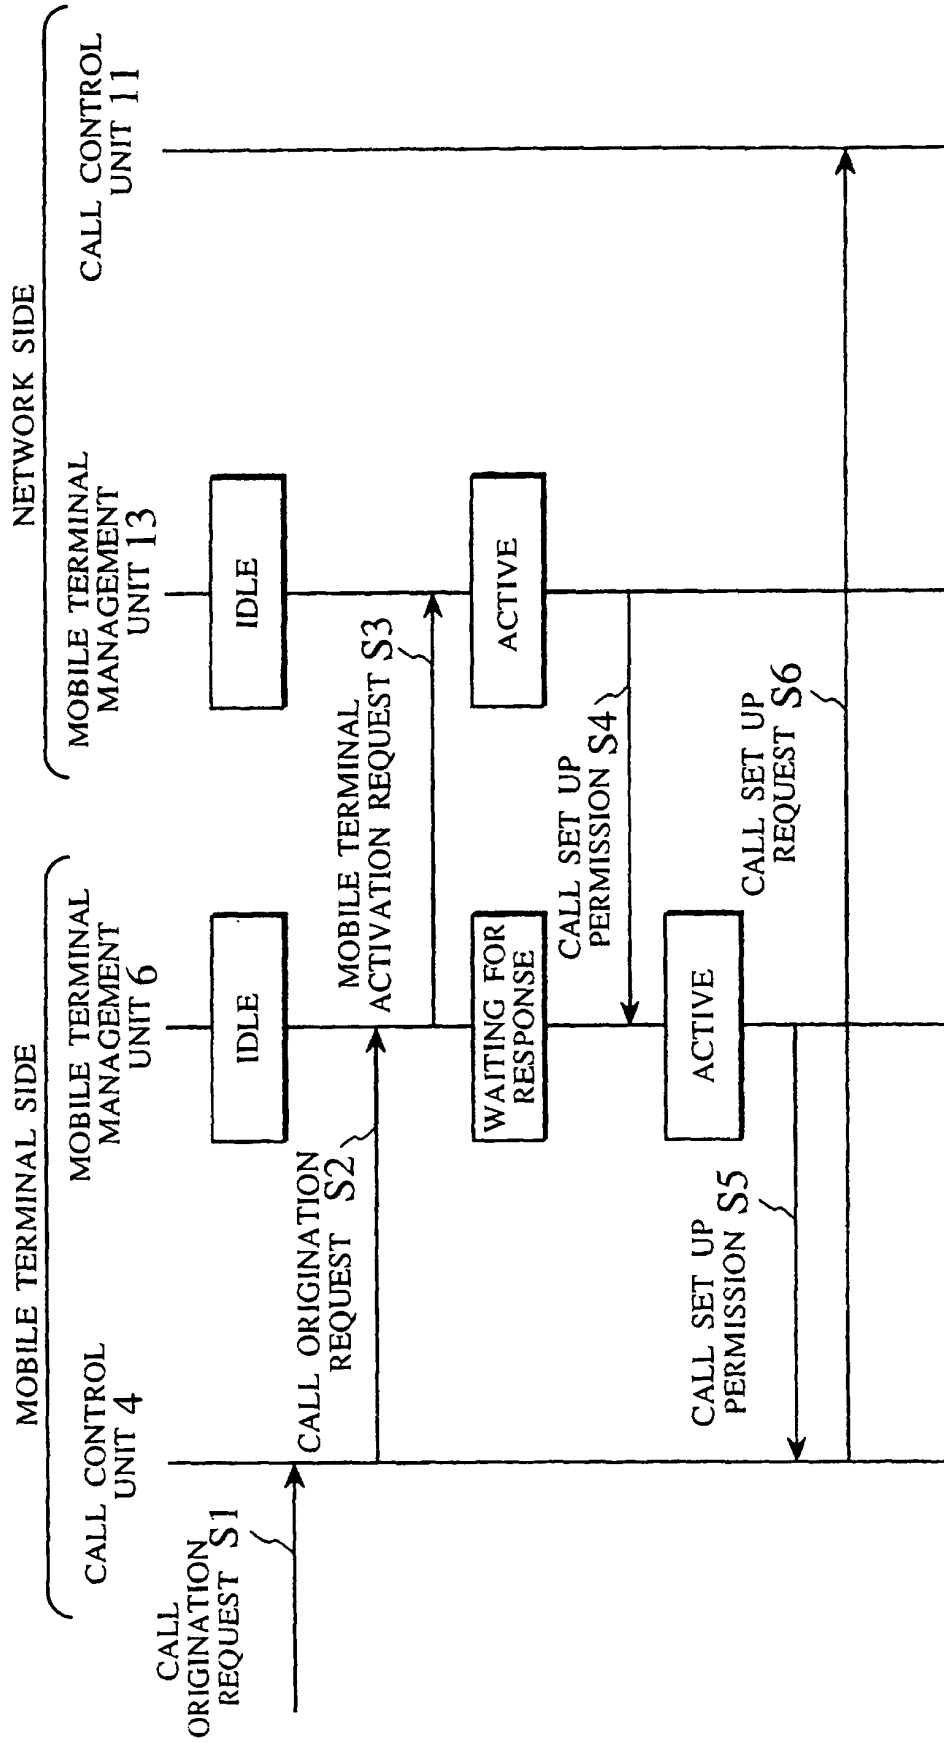 MOBILE TERMINAL SIDE
NETWORK SIDE
CALL CONTROL
UNIT 4
MOBILE TERMINAL
MANAGEMENT
UNIT 6
MOBILE TERMINAL
MANAGEMENT
UNIT 13
CALL CONTROL
UNIT 11
CALL
ORIGINATION
REQUEST S1
IDLE
IDLE
CALL ORIGINATION
REQUEST S2
MOBILE TERMINAL
ACTIVATION REQUEST S3
WAITING FOR
RESPONSE
ACTIVE
CALL SET UP
PERMISSION S4
ACTIVE
CALL SET UP
PERMISSION S5
CALL SET UP
REQUEST S6